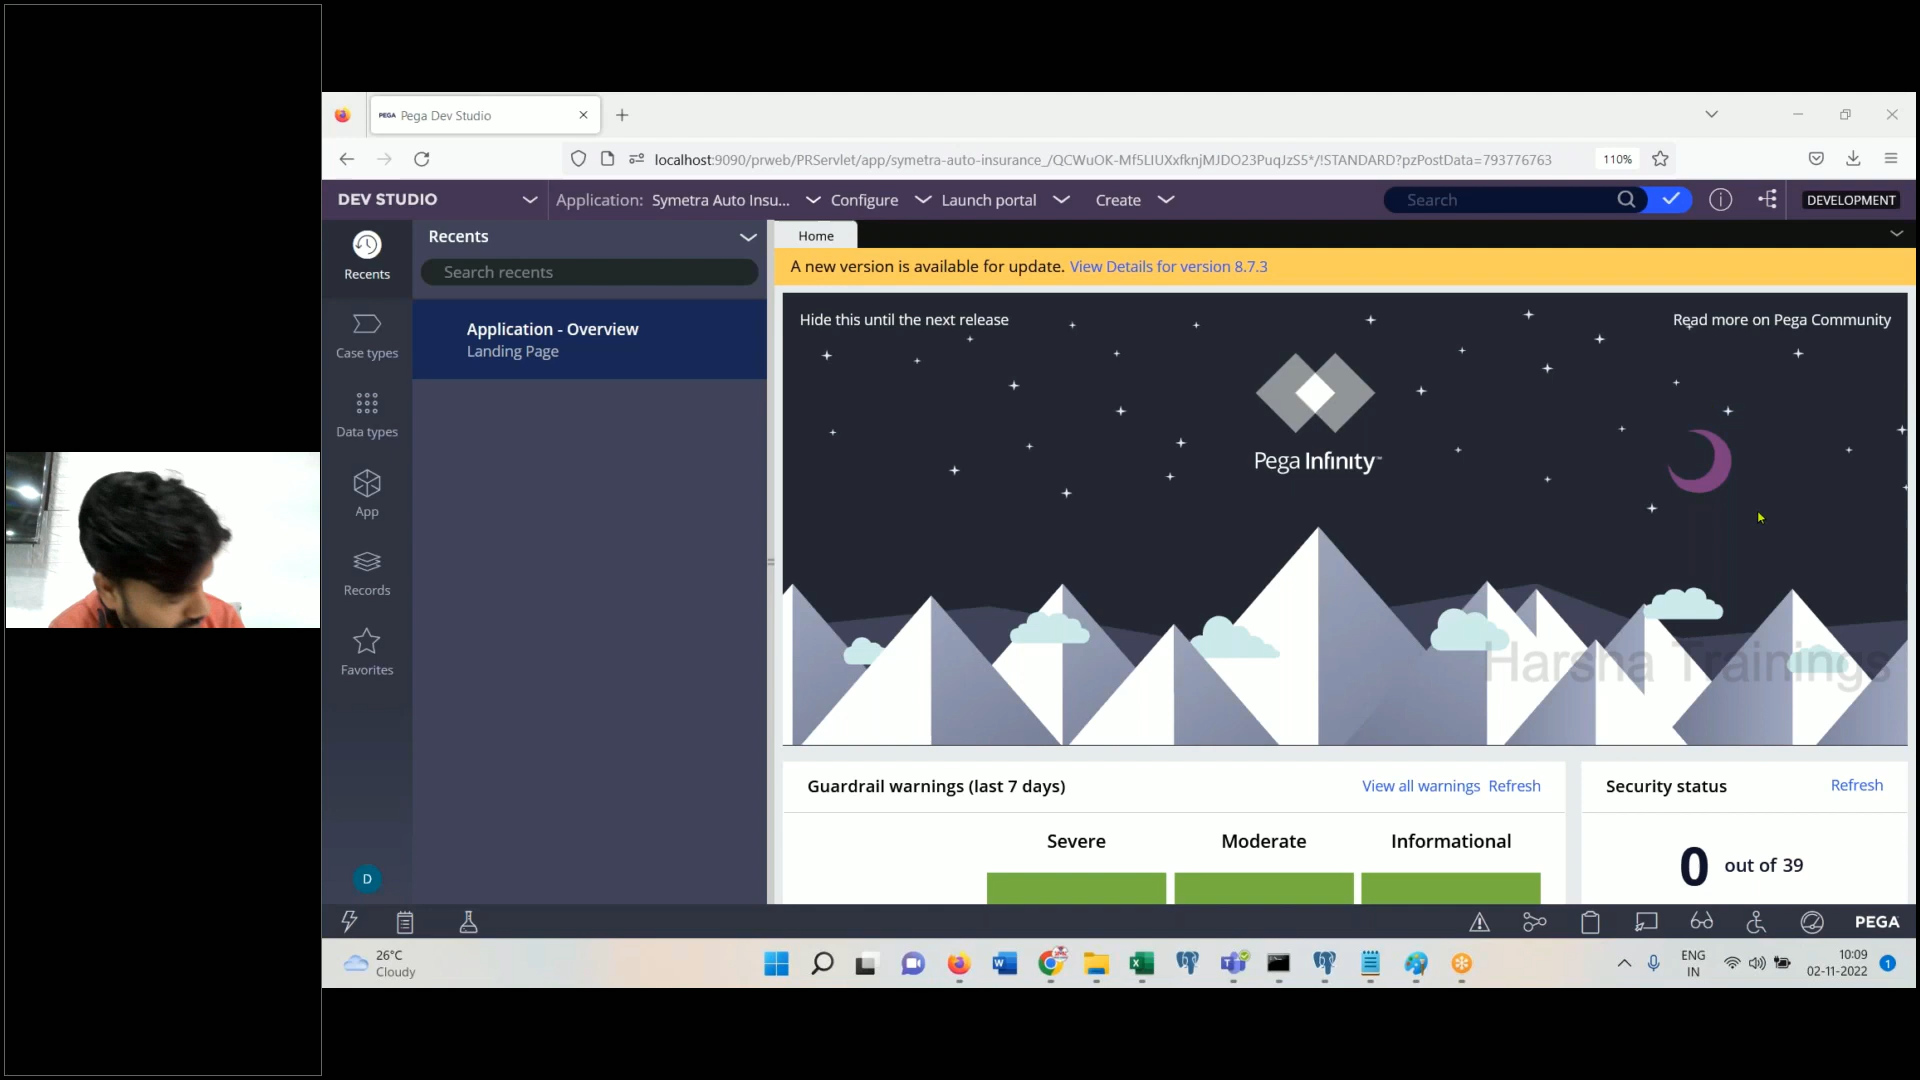 PEGA Pega Dev Studio
localhost:9090/prweb/PRServlet/app/symetra-auto-insurance_/QCWuOK-Mf5LIUXxfknjMJDO23PuqJzS5*/!STANDARD?pzPostData=793776763 110%
DEV STUDIO Application: Symetra Auto Insu... Configure Launch portal Create Search DEVELOPMENT
Recents
Case types
Data types
App
Records
Favorites
D
Recents
Search recents
Application - Overview
Landing Page
Home
A new version is available for update. View Details for version 8.7.3
Hide this until the next release
Read more on Pega Community
Pega Infinity™
Harsha Trainings
Guardrail warnings (last 7 days) View all warnings Refresh
Severe Moderate Informational
Security status Refresh
0 out of 39
PEGA
26°C
Cloudy
ENG
IN
10:09
02-11-2022
1